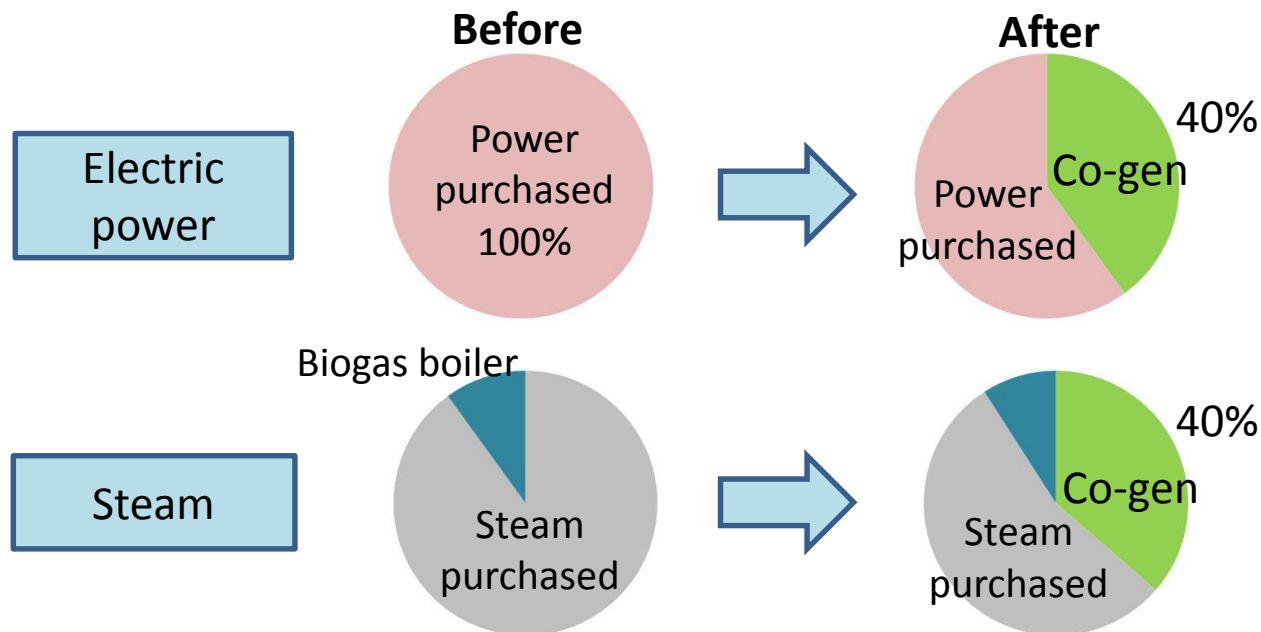 Before
After
Electric
power
Power
purchased
100%
40%
Co-gen
Power
purchased
Biogas boiler
Steam
Steam
purchased
40%
Co-gen
Steam
purchased